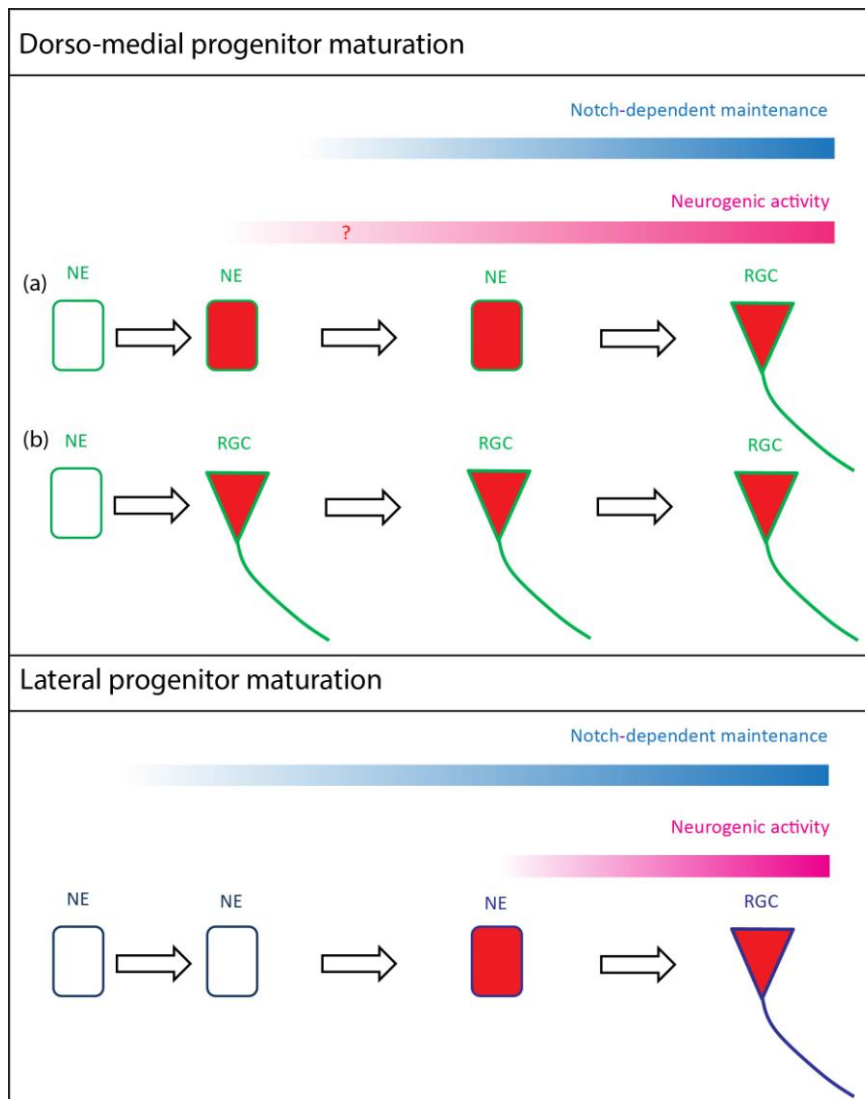 Dorso-medial progenitor maturation
Notch-dependent maintenance
Neurogenic activity
?
(a)
NE
NE
NE
RGC
(b)
NE
RGC
RGC
RGC
Lateral progenitor maturation
Notch-dependent maintenance
Neurogenic activity
NE
NE
NE
RGC